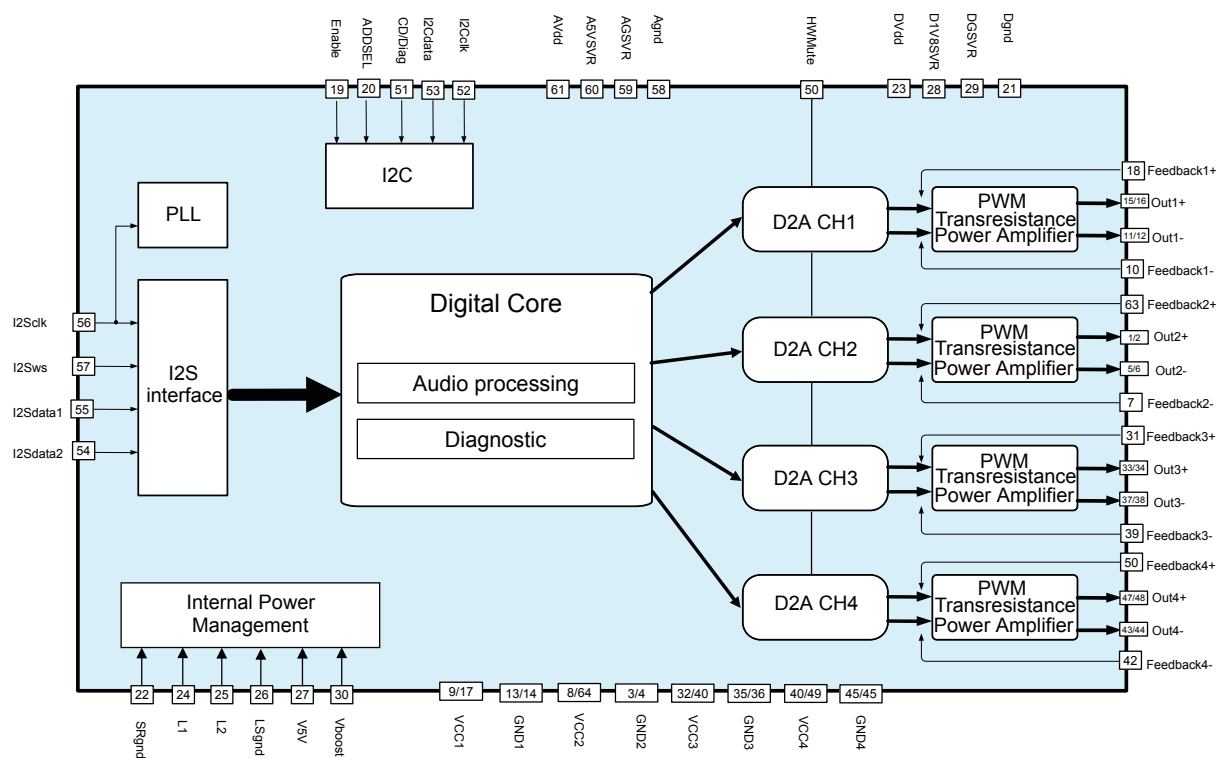 Enable
ADDSEL
CD/Diag
I2Cdata
I2Cclk
AVdd
A5VSVR
AGSVR
Agnd
HWMute
DVdd
D1V8SVR
DGSVR
Dgnd
19
20
51
53
52
61
60
59
58
50
23
28
29
21
I2C
PLL
I2Sclk
56
I2Sws
57
I2Sdata1
55
I2Sdata2
54
I2S
interface
Digital Core
Audio processing
Diagnostic
D2A CH1
PWM
Transresistance
Power Amplifier
18 Feedback1+
15/16 Out1+
11/12 Out1-
10 Feedback1-
D2A CH2
PWM
Transresistance
Power Amplifier
63 Feedback2+
1/2 Out2+
5/6 Out2-
7 Feedback2-
D2A CH3
PWM
Transresistance
Power Amplifier
31 Feedback3+
33/34 Out3+
37/38 Out3-
39 Feedback3-
D2A CH4
PWM
Transresistance
Power Amplifier
50 Feedback4+
47/48 Out4+
43/44 Out4-
42 Feedback4-
Internal Power
Management
22
24
25
26
27
30
9/17
13/14
8/64
3/4
32/40
35/36
40/49
45/45
SRgnd
L1
L2
LSgnd
V5V
Vboost
VCC1
GND1
VCC2
GND2
VCC3
GND3
VCC4
GND4